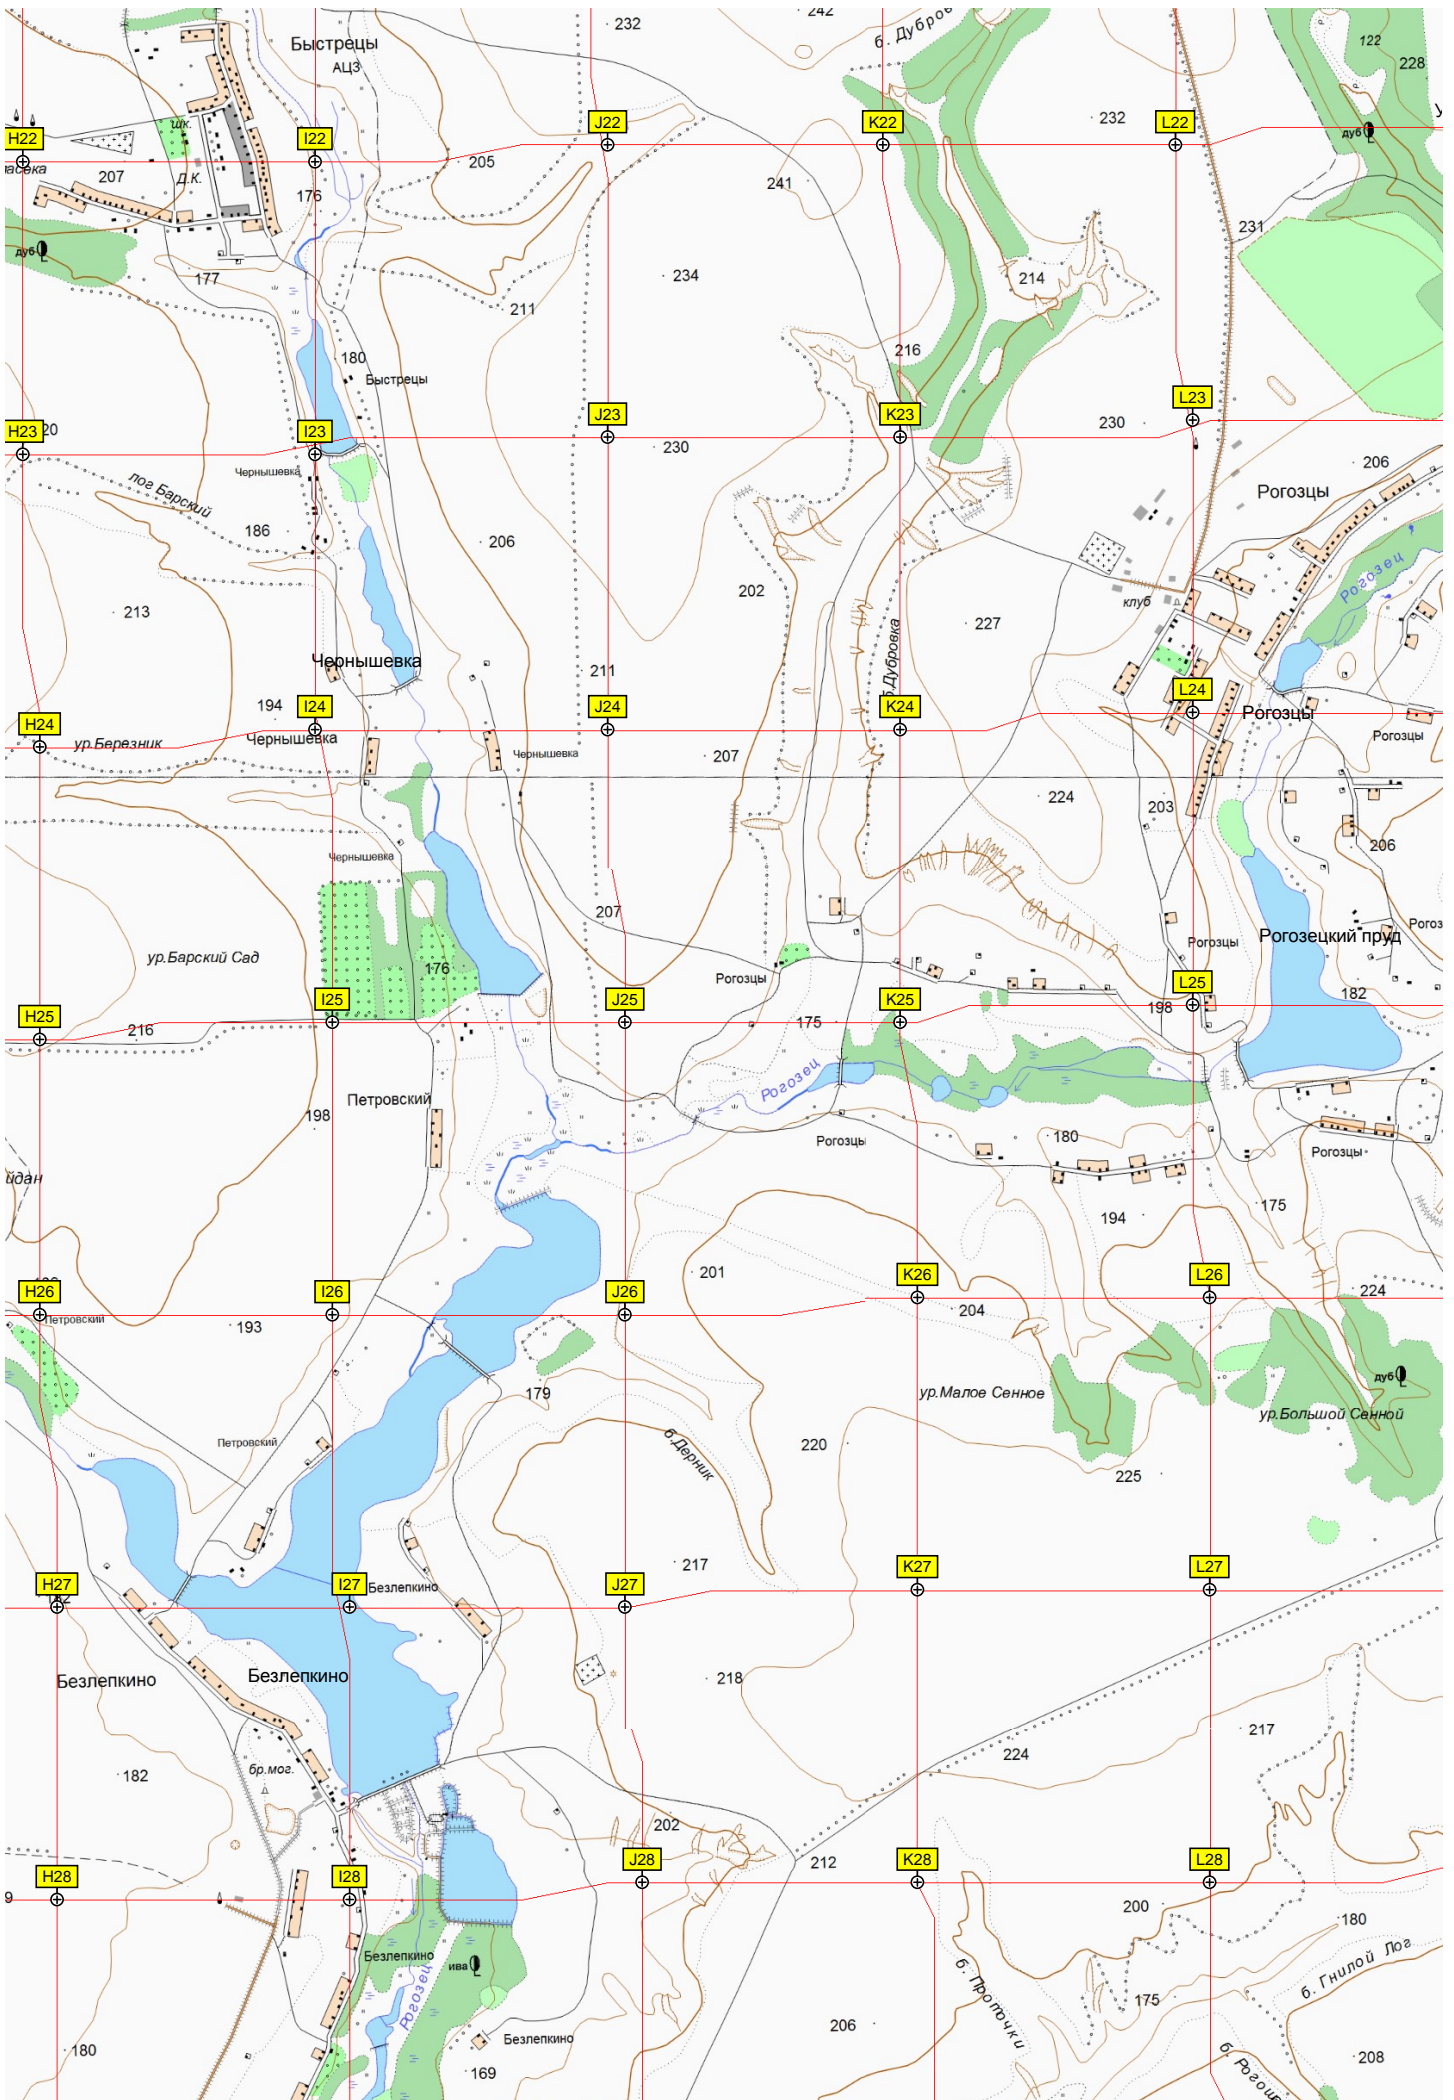 232
242
б. Дубров
122
228
Быстрецы
АЦЗ
шк.
H22
I22
J22
K22
232
L22
дуб
У
пасека
207
Д.К.
176
205
241
231
дуб
177
234
214
211
180
216
Быстрецы
L23
J23
K23
230
H23
20
I23
230
206
Чернышевка
лог Барский
Рогозцы
186
206
202
Рогозец
213
клуб
227
б.Дубровка
Чернышевка
211
L24
194
I24
J24
K24
Рогозцы
H24
ур.Березник
Чернышевка
Чернышевка
207
Рогозцы
224
203
206
Чернышевка
207
Рогоз
ур.Барский Сад
176
Рогозцы
Рогозцы
Рогозецкий пруд
I25
J25
K25
L25
182
H25
216
175
198
Рогозец
198
Петровский
Рогозцы
180
Рогозцы
йдан
175
194
201
K26
L26
224
H26
I26
J26
204
Петровский
193
дуб
179
ур.Малое Сенное
ур.Большой Сенной
Петровский
б.Дерник
220
225
217
K27
L27
H27
I27
Безлепкино
J27
Безлепкино
Безлепкино
218
217
224
182
бр.мог.
202
212
H28
I28
J28
K28
L28
9
200
180
Безлепкино
ива
б. Гнилой Лог
Рогозец
б. Проточки
175
206
Безлепкино
180
169
208
б. Рогош